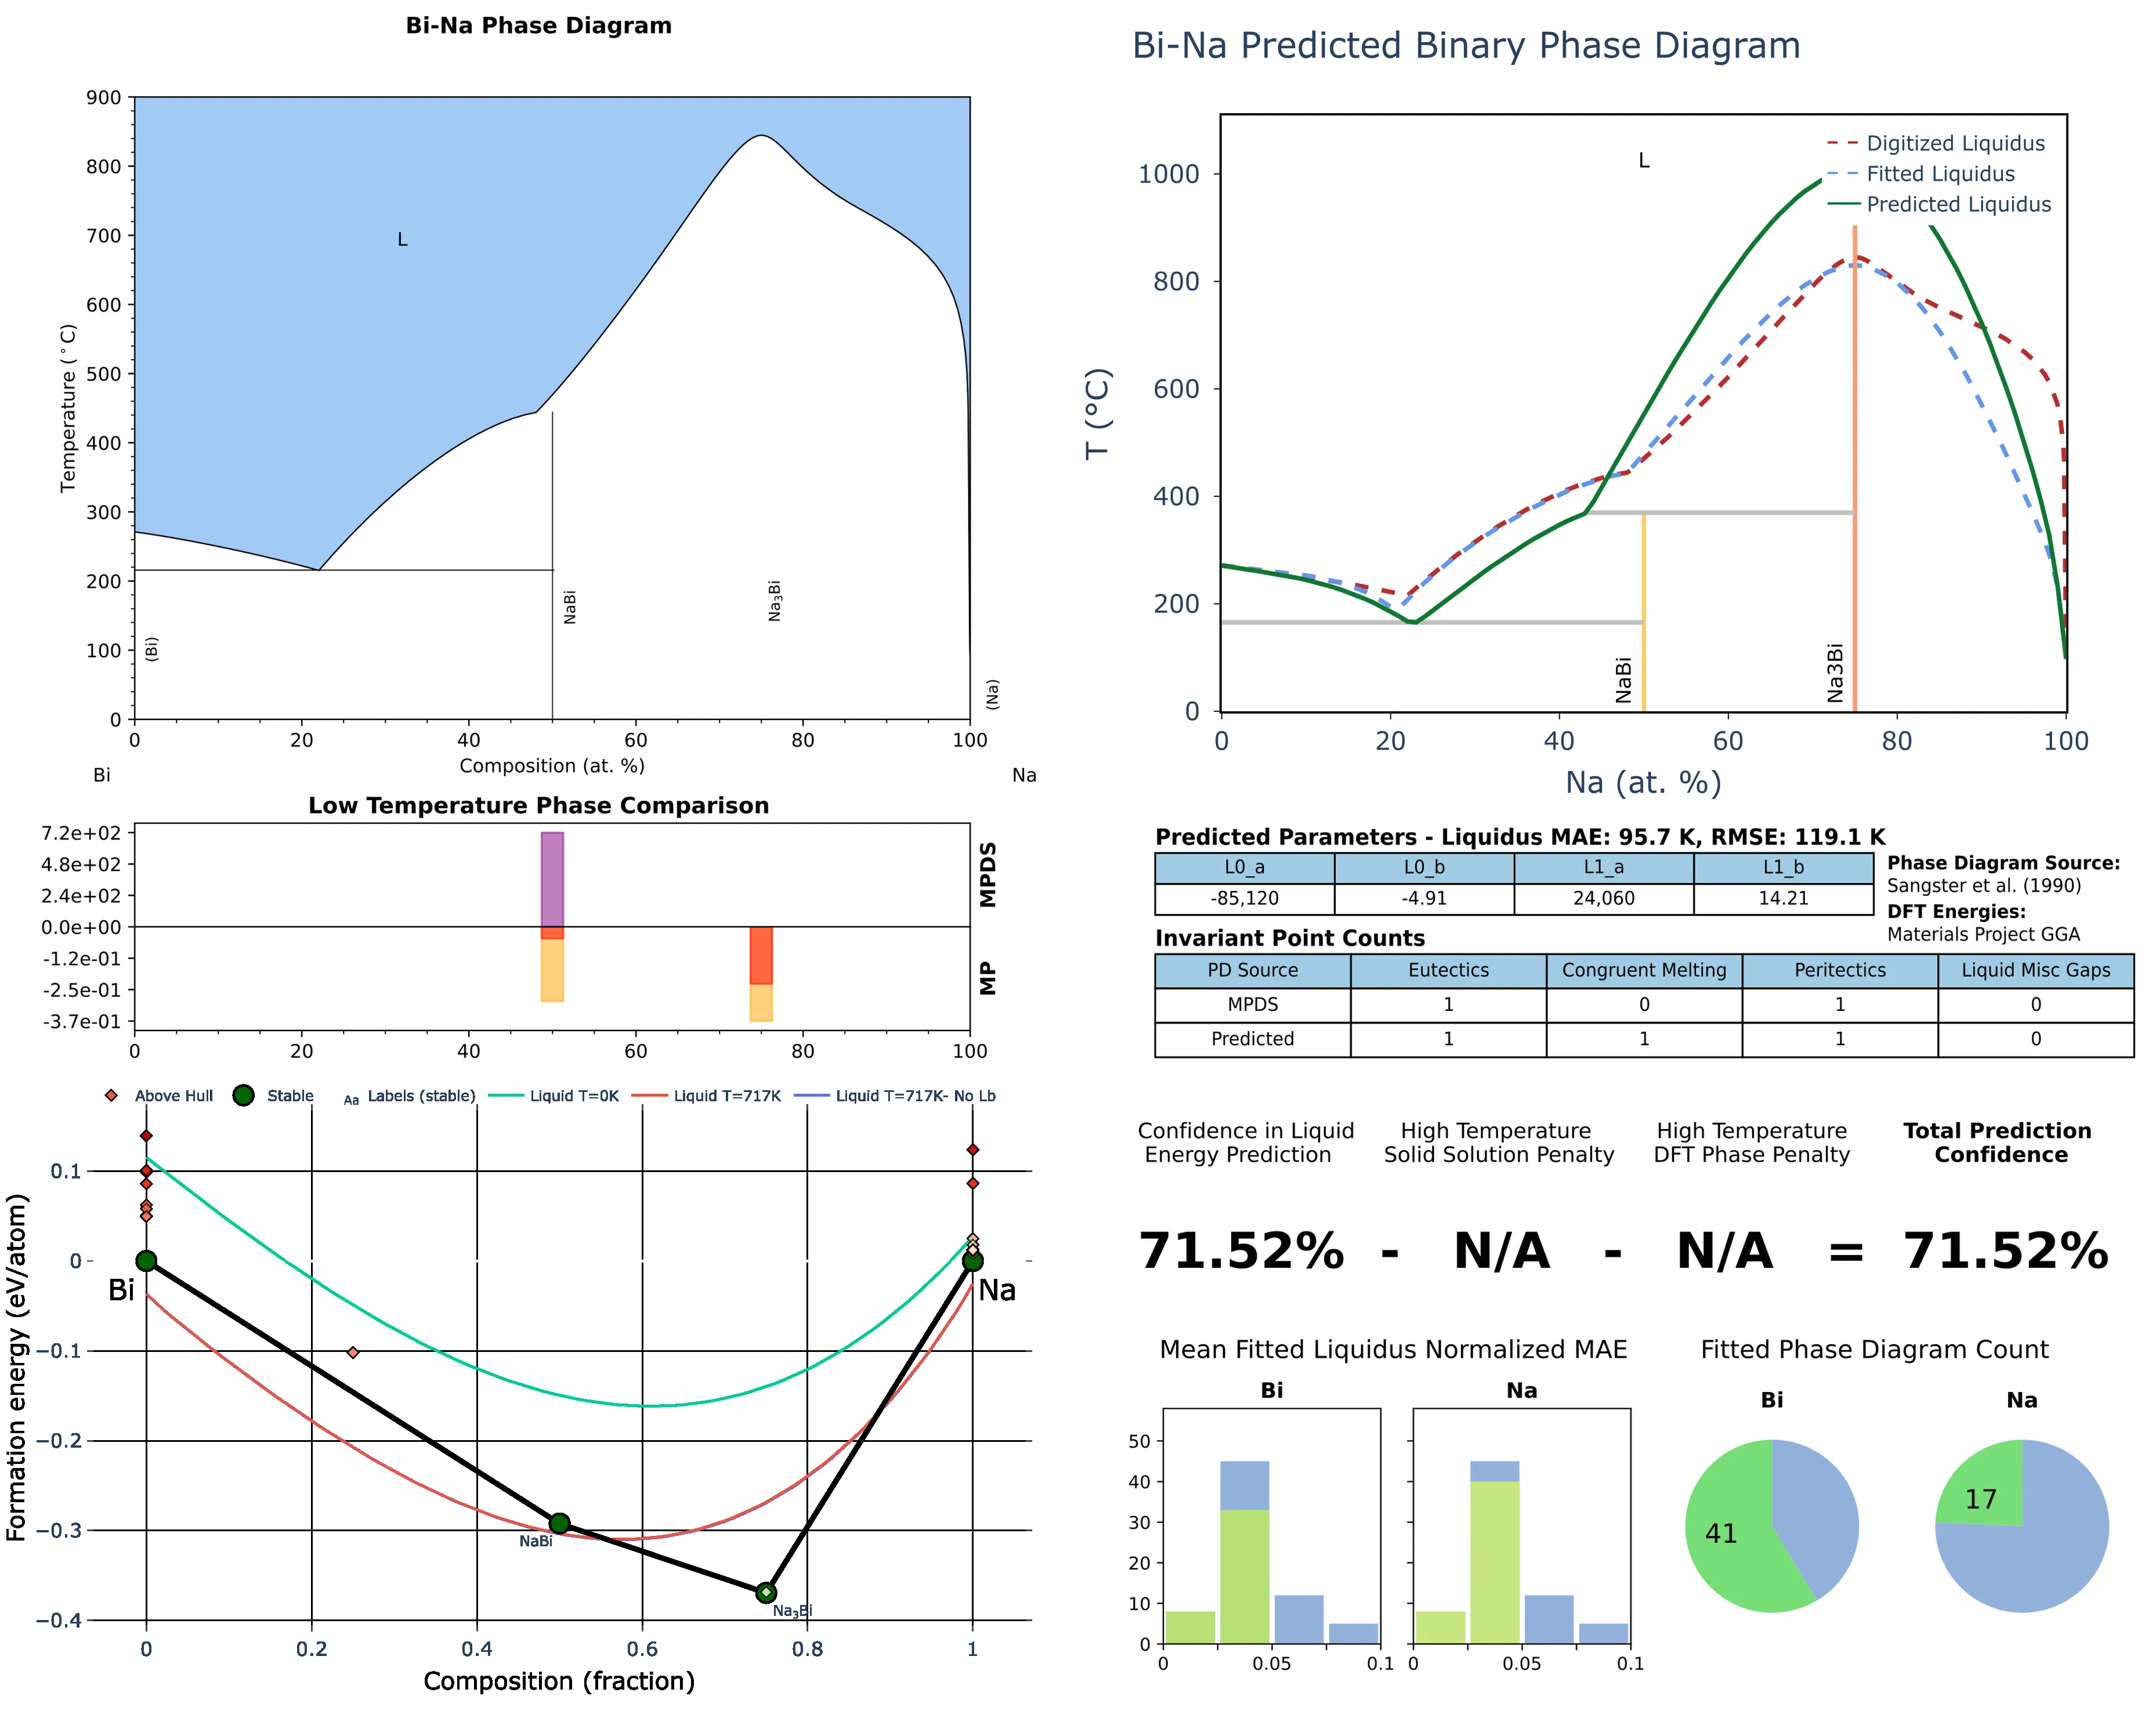 Bi-Na Phase Diagram
900
800
700
600
500
400
300
200
100
0
Temperature (°C)
L
(Bi)
NaBi
Na₃Bi
(Na)
0 20 40 60 80 100
Composition (at. %)
Bi Na
Low Temperature Phase Comparison
7.2e+02
4.8e+02
2.4e+02
0.0e+00
-1.2e-01
-2.5e-01
-3.7e-01
MPDS
MP
0 20 40 60 80 100
Above Hull Stable Aa Labels (stable) Liquid T=0K Liquid T=717K Liquid T=717K- No Lb
0.1
0
−0.1
−0.2
−0.3
−0.4
Formation energy (eV/atom)
Bi
Na
NaBi
Na₃Bi
0 0.2 0.4 0.6 0.8 1
Composition (fraction)
Bi-Na Predicted Binary Phase Diagram
L
Digitized Liquidus
Fitted Liquidus
Predicted Liquidus
1000
800
600
400
200
0
T (°C)
NaBi
Na3Bi
0 20 40 60 80 100
Na (at. %)
Predicted Parameters - Liquidus MAE: 95.7 K, RMSE: 119.1 K
L0_a L0_b L1_a L1_b
-85,120 -4.91 24,060 14.21
Phase Diagram Source:
Sangster et al. (1990)
DFT Energies:
Materials Project GGA
Invariant Point Counts
PD Source Eutectics Congruent Melting Peritectics Liquid Misc Gaps
MPDS 1 0 1 0
Predicted 1 1 1 0
Confidence in Liquid
Energy Prediction
High Temperature
Solid Solution Penalty
High Temperature
DFT Phase Penalty
Total Prediction
Confidence
71.52% - N/A - N/A = 71.52%
Mean Fitted Liquidus Normalized MAE
Bi Na
50
40
30
20
10
0
0 0.05 0.1 0 0.05 0.1
Fitted Phase Diagram Count
Bi Na
41
17